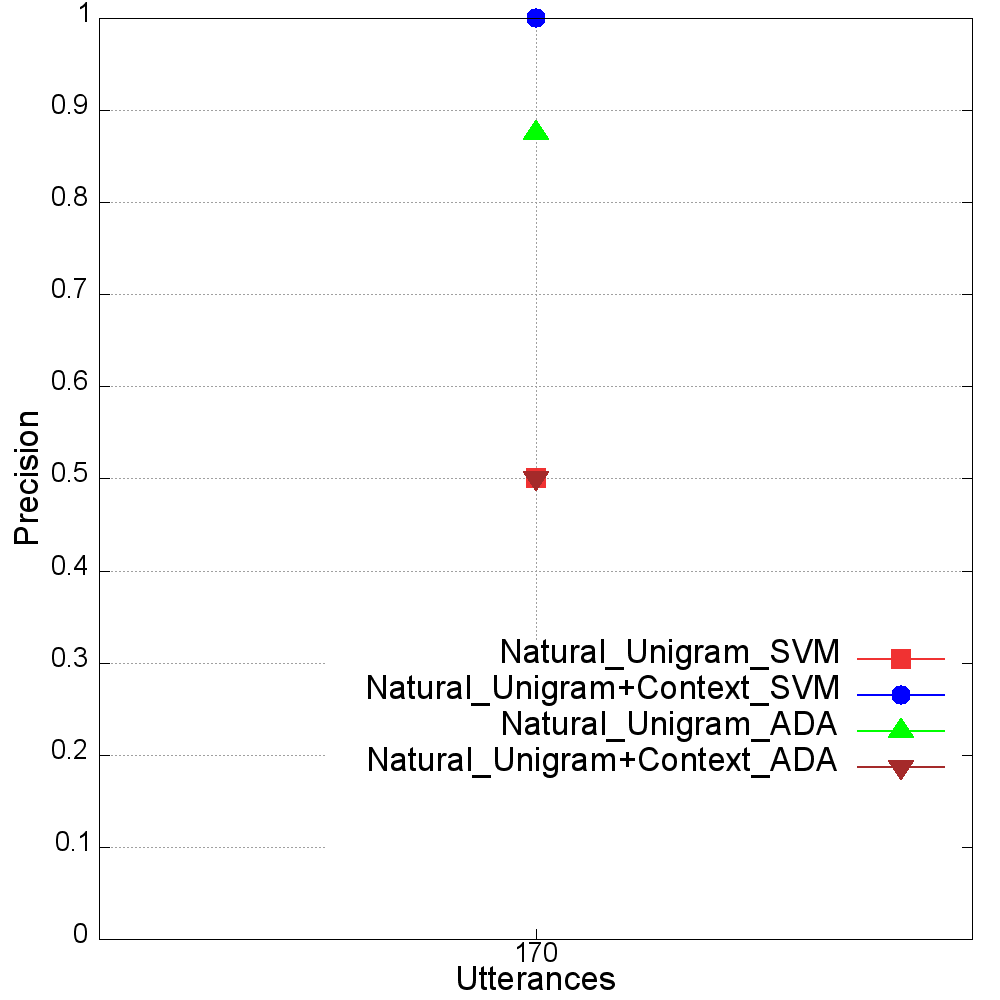 1
0.9
0.8
0.7
0.6
0.5
0.4
0.3
0.2
0.1
0
Precision
Natural_Unigram_SVM
Natural_Unigram+Context_SVM
Natural_Unigram_ADA
Natural_Unigram+Context_ADA
170
Utterances